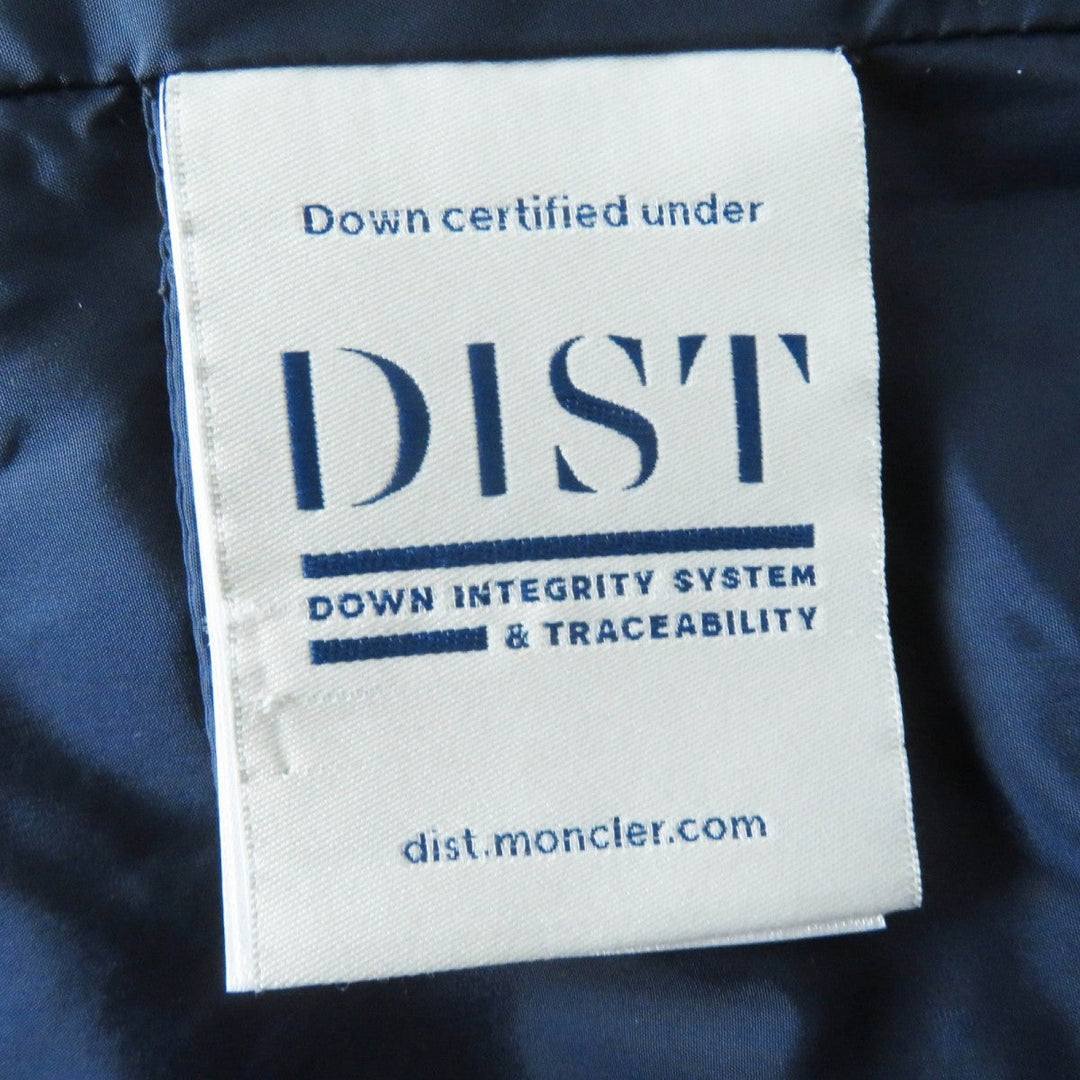 Down certified under
DIST
DOWN INTEGRITY SYSTEM
& TRACEABILITY
dist.moncler.com